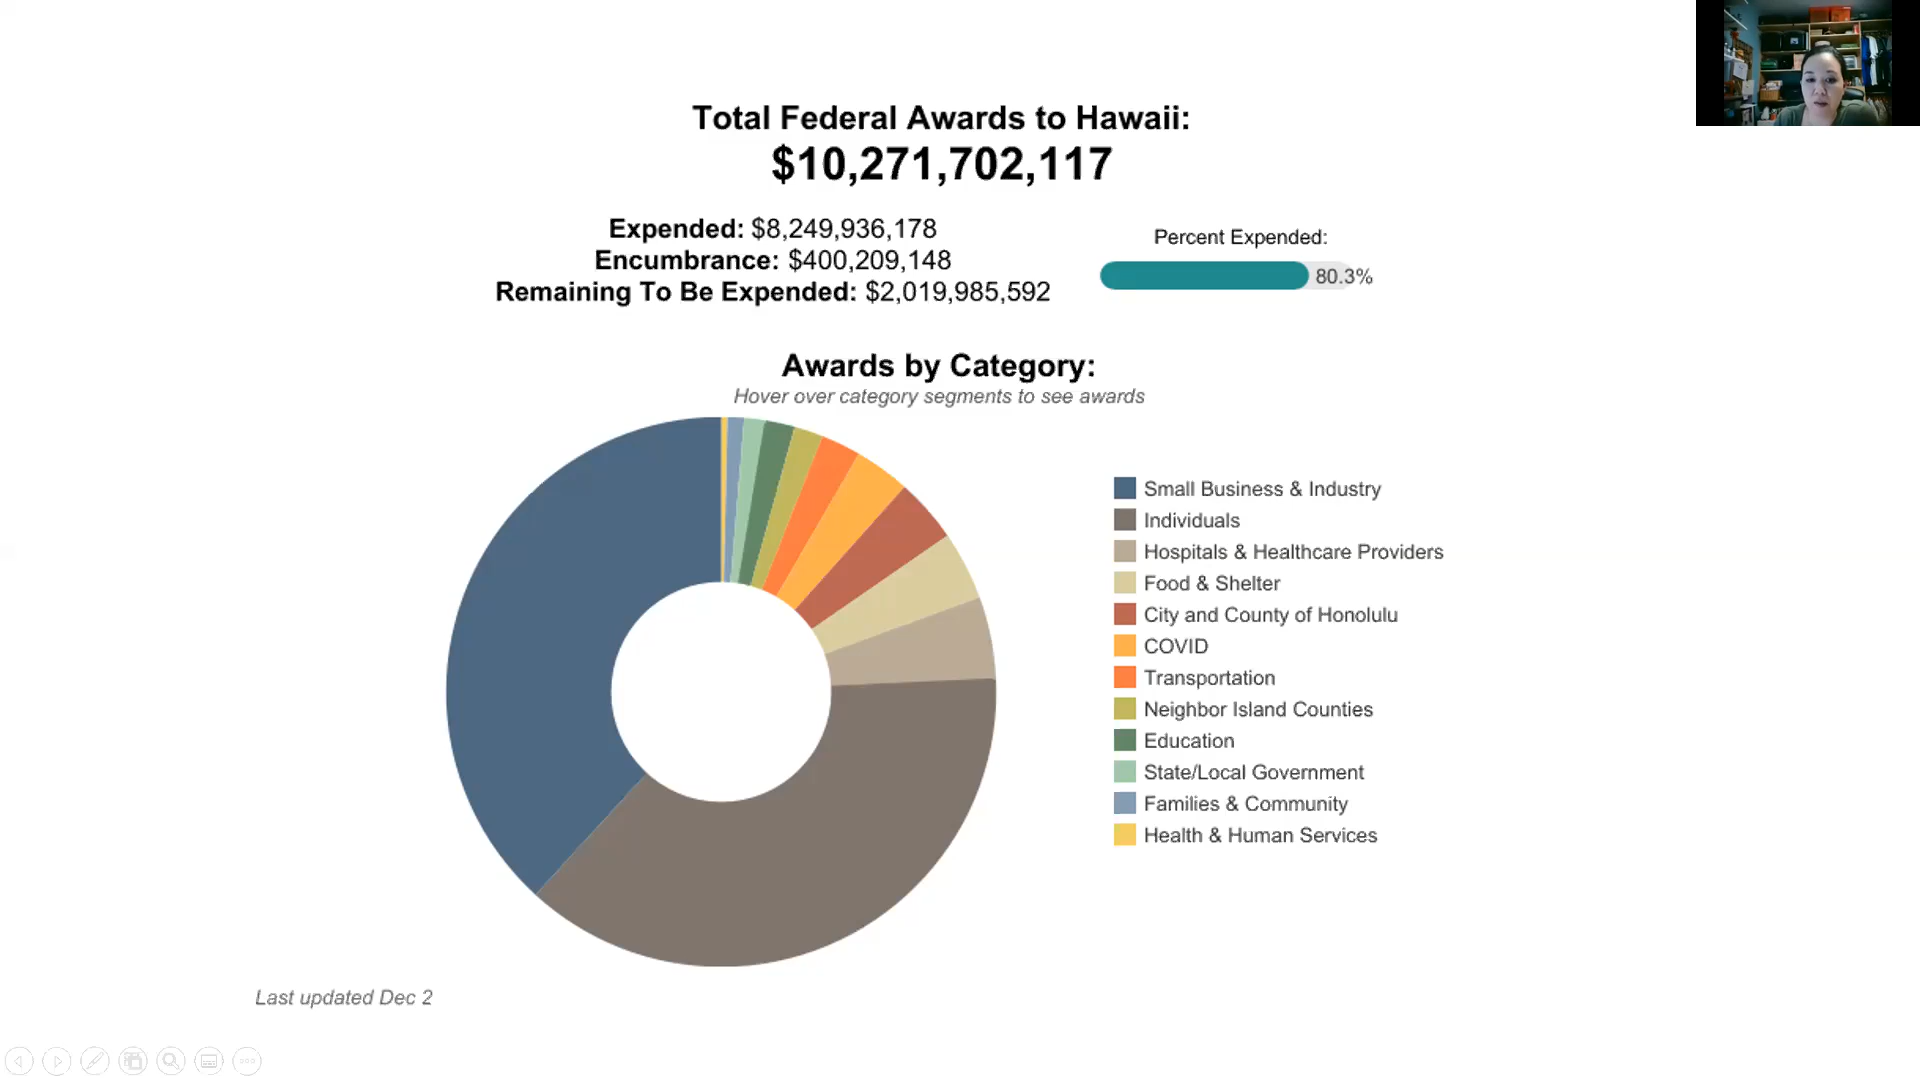 Total Federal Awards to Hawaii:
$10,271,702,117
Expended: $8,249,936,178
Encumbrance: $400,209,148
Remaining To Be Expended: $2,019,985,592
Percent Expended:
80.3%
Awards by Category:
Hover over category segments to see awards
Small Business & Industry
Individuals
Hospitals & Healthcare Providers
Food & Shelter
City and County of Honolulu
COVID
Transportation
Neighbor Island Counties
Education
State/Local Government
Families & Community
Health & Human Services
Last updated Dec 2